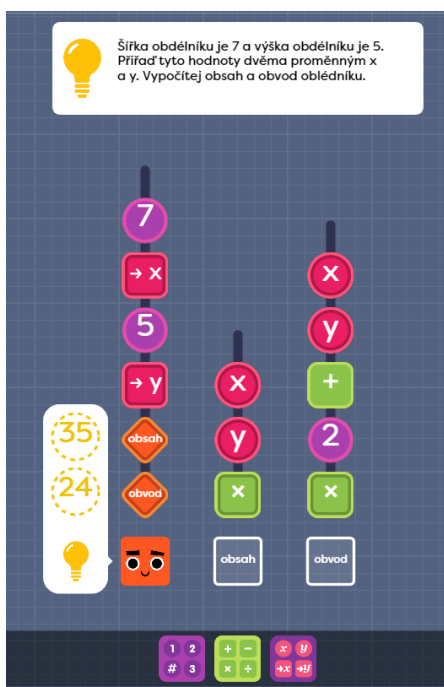 Šířka obdélníku je 7 a výška obdélníku je 5.
Přiřaď tyto hodnoty dvěma proměnným x
a y. Vypočítej obsah a obvod oblédníku.
7
→ x
5
→ y
obsah
obvod
35
24
x
y
×
obsah
x
y
+
2
×
obvod
1 2
# 3
+ −
× ÷
x y
→x →y